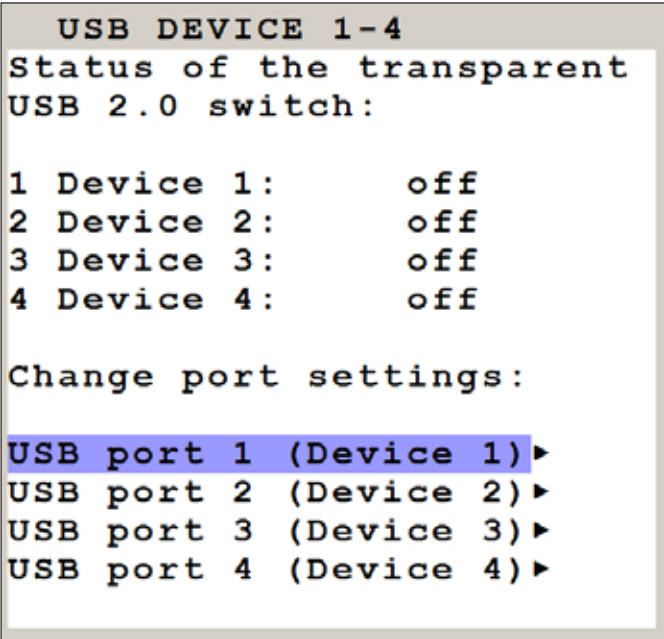 USB DEVICE 1-4
Status of the transparent
USB 2.0 switch:
1 Device 1: off
2 Device 2: off
3 Device 3: off
4 Device 4: off
Change port settings:
USB port 1 (Device 1)▶
USB port 2 (Device 2)▶
USB port 3 (Device 3)▶
USB port 4 (Device 4)▶